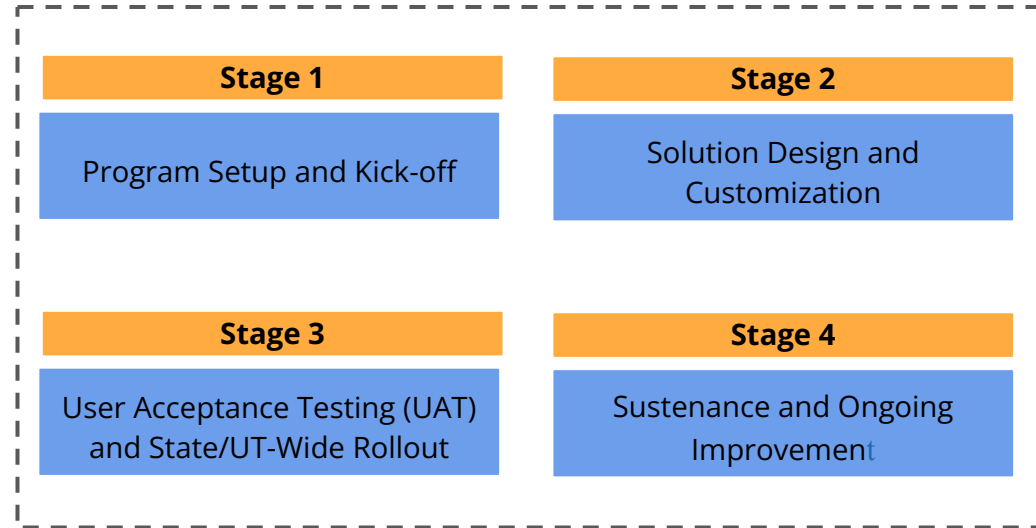 Stage 1
Program Setup and Kick-off
Stage 2
Solution Design and
Customization
Stage 3
User Acceptance Testing (UAT)
and State/UT-Wide Rollout
Stage 4
Sustenance and Ongoing
Improvement